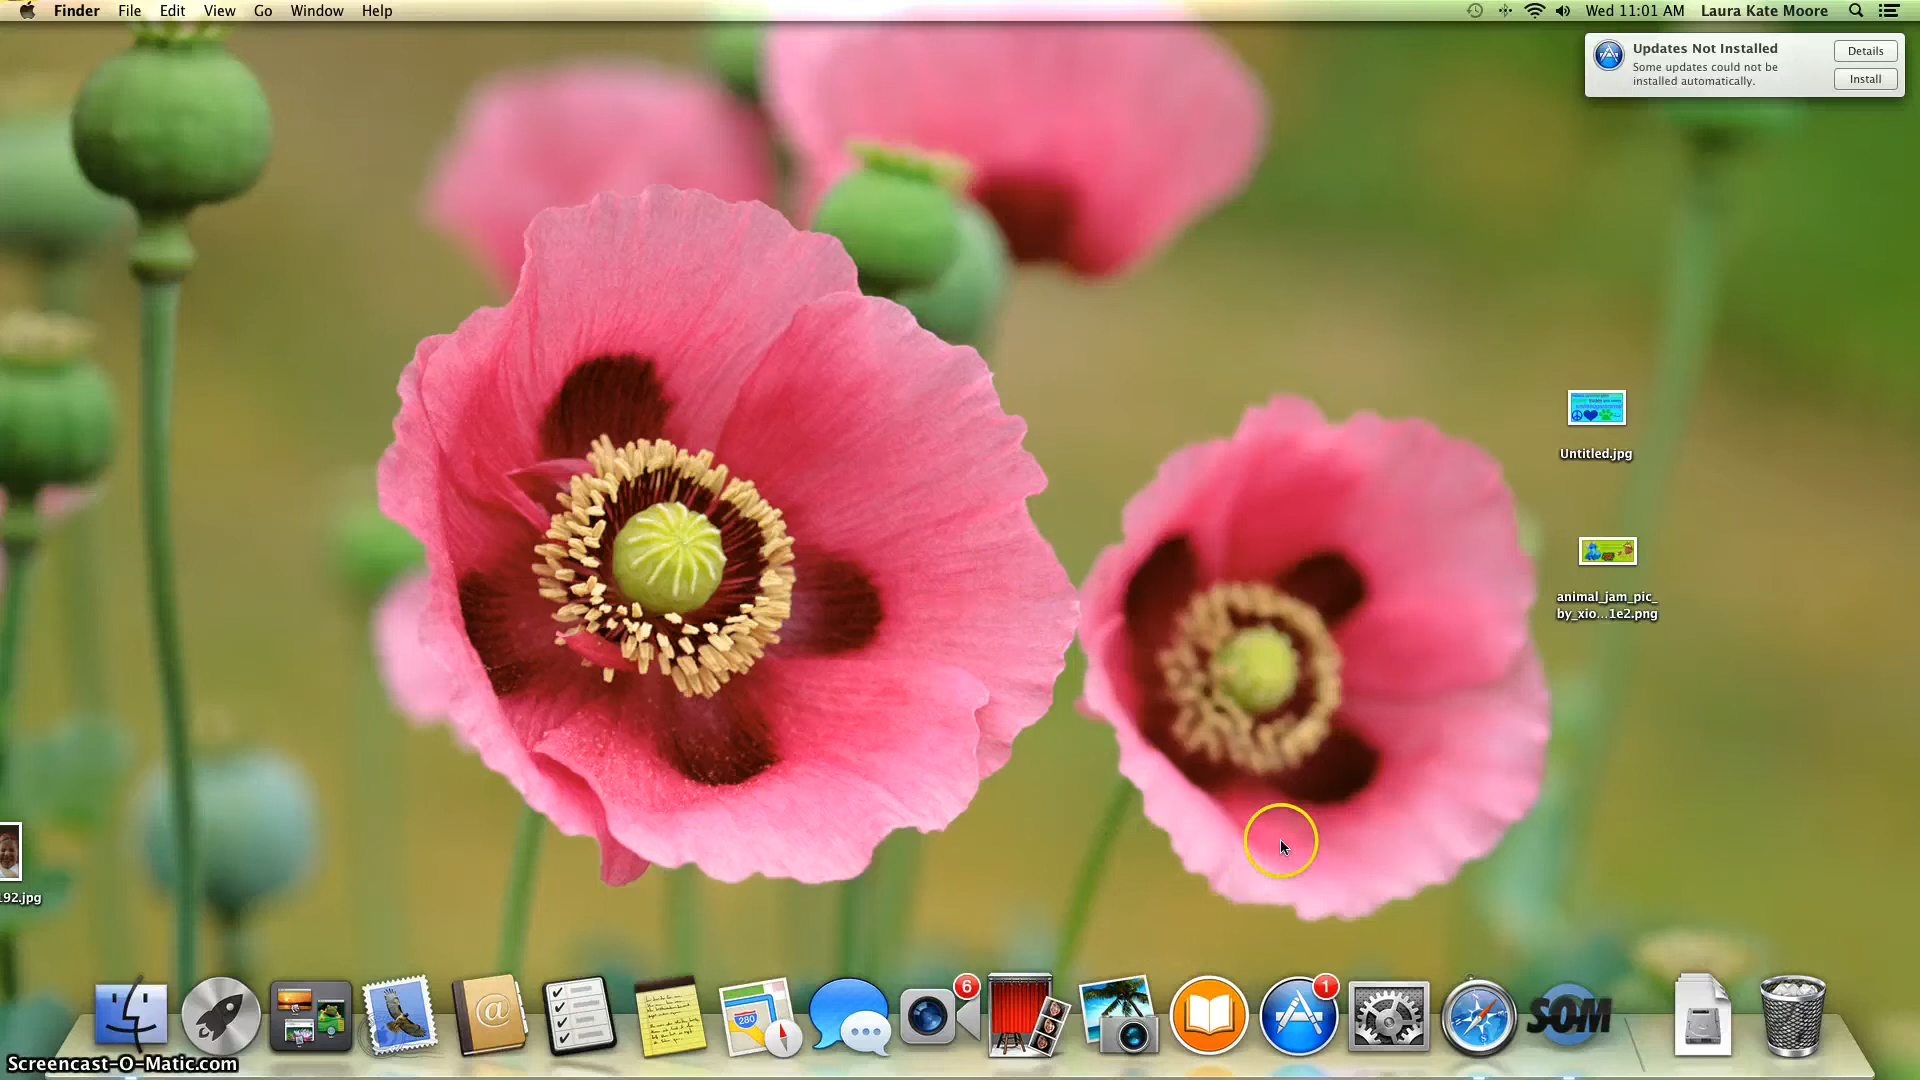 Finder File Edit View Go Window Help
Wed 11:01 AM Laura Kate Moore
Updates Not Installed
Some updates could not be
installed automatically.
Details
Install
Untitled.jpg
animal_jam_pic_
by_xio...1e2.png
192.jpg
280
6
1
@
SOM
Screencast-O-Matic.com